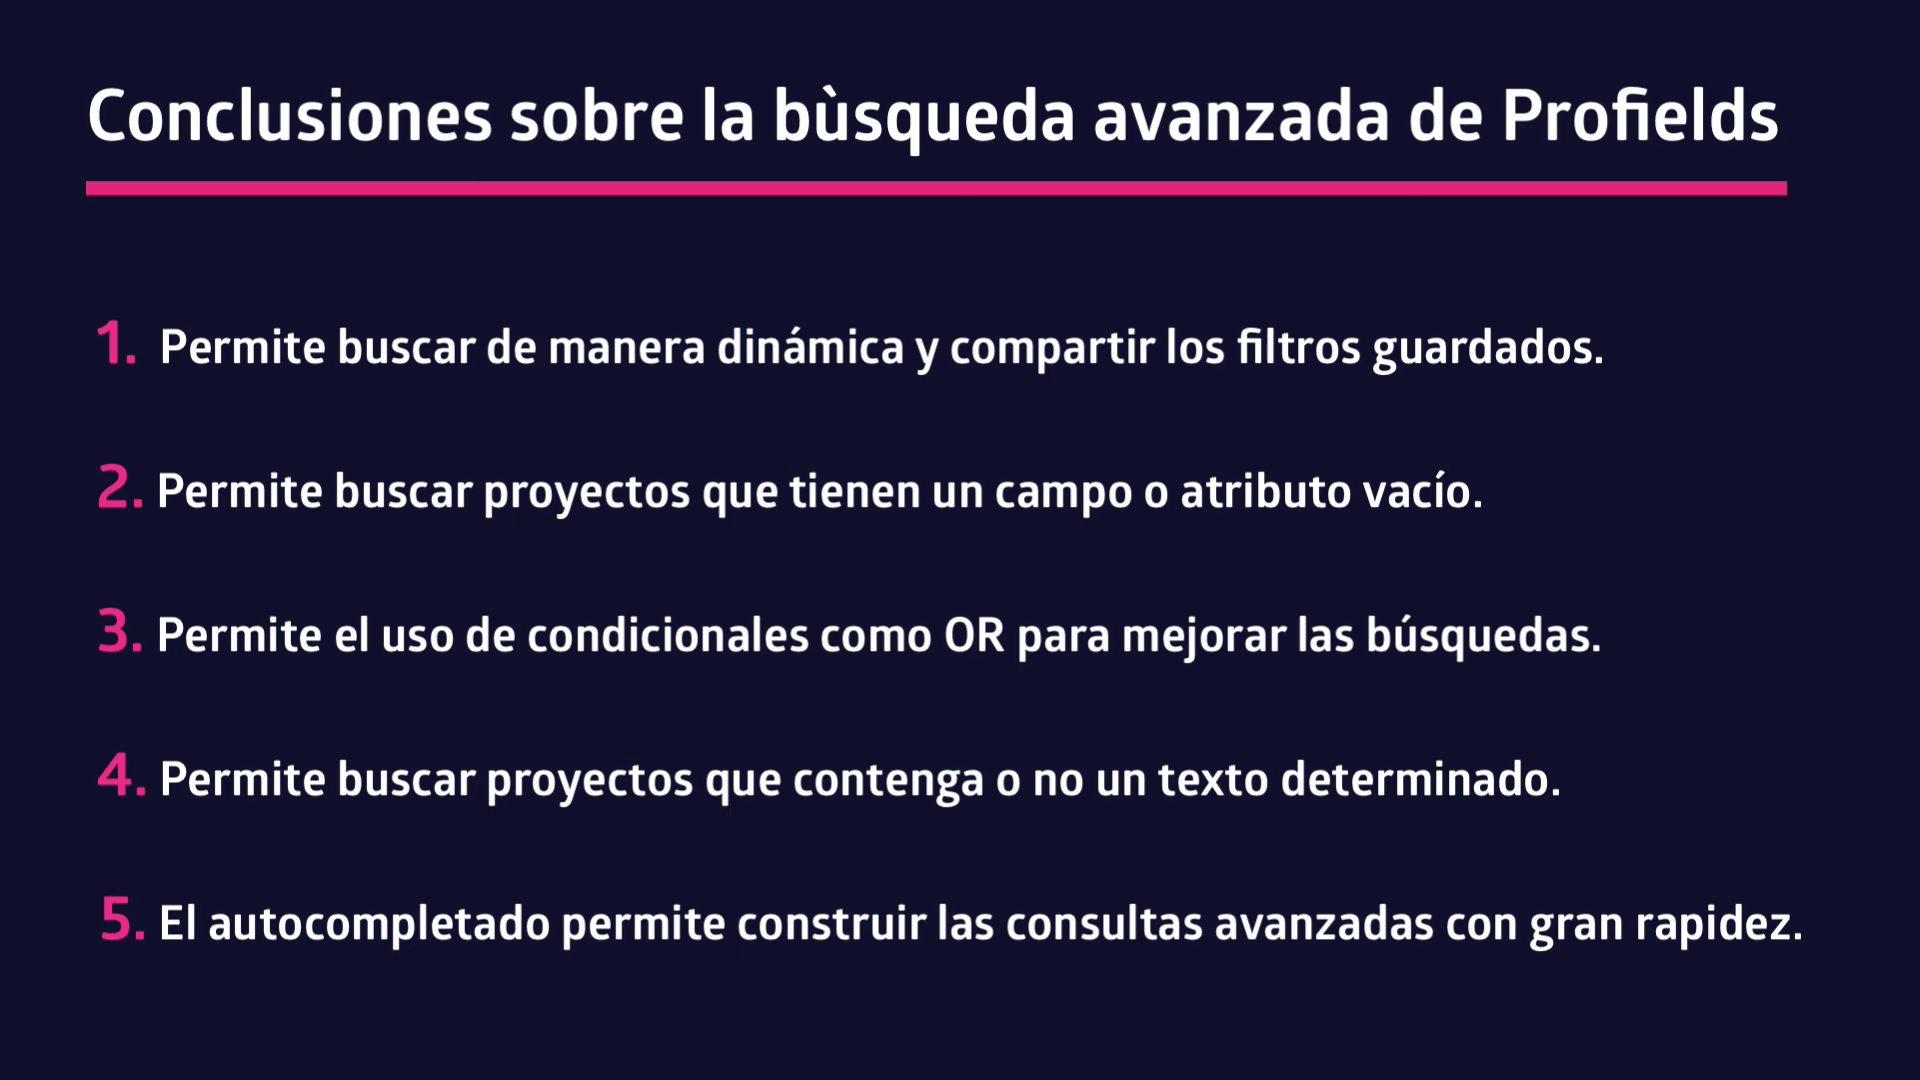 Conclusiones sobre la bùsqueda avanzada de Profields
1. Permite buscar de manera dinámica y compartir los filtros guardados.
2. Permite buscar proyectos que tienen un campo o atributo vacío.
3. Permite el uso de condicionales como OR para mejorar las búsquedas.
4. Permite buscar proyectos que contenga o no un texto determinado.
5. El autocompletado permite construir las consultas avanzadas con gran rapidez.